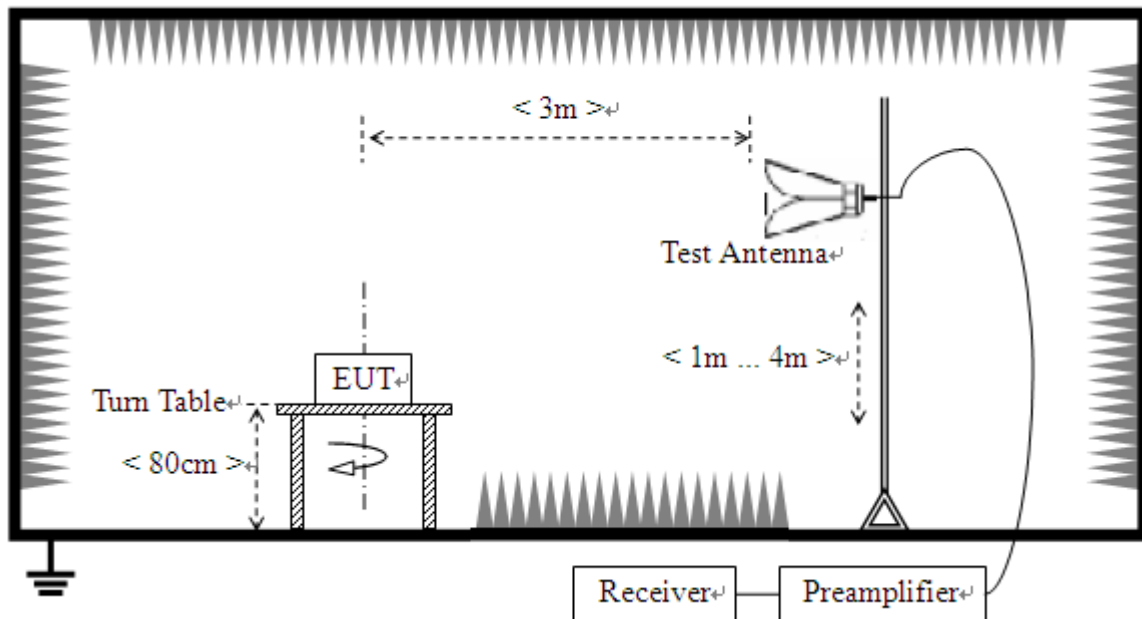 < 3m >↵
Test Antenna↵
< 1m ... 4m >↵
EUT↵
Turn Table↵
< 80cm >↵
Receiver↵
Preamplifier↵